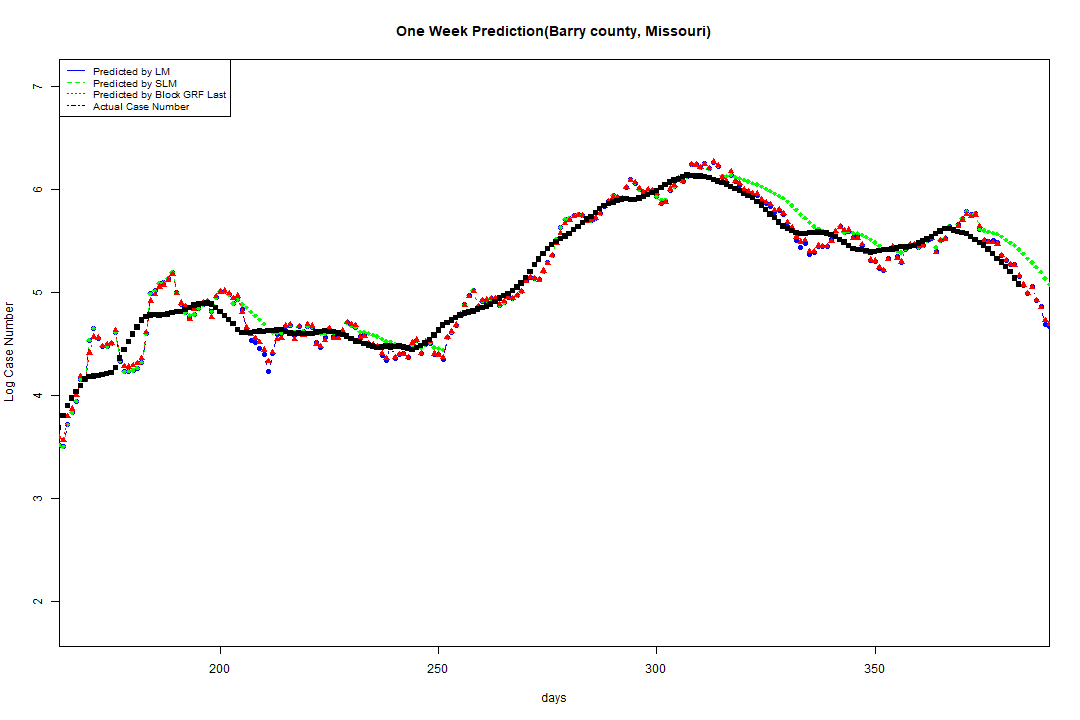 One Week Prediction(Barry county, Missouri)
Predicted by LM
Predicted by SLM
Predicted by Block GRF Last
Actual Case Number
7
6
5
4
3
2
Log Case Number
200
250
300
350
days